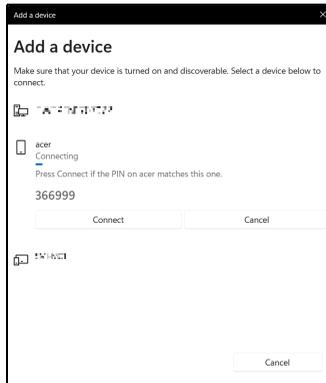 Add a device
Add a device
Make sure that your device is turned on and discoverable. Select a device below to
connect.
acer
Connecting
Press Connect if the PIN on acer matches this one.
366999
Connect Cancel
Cancel